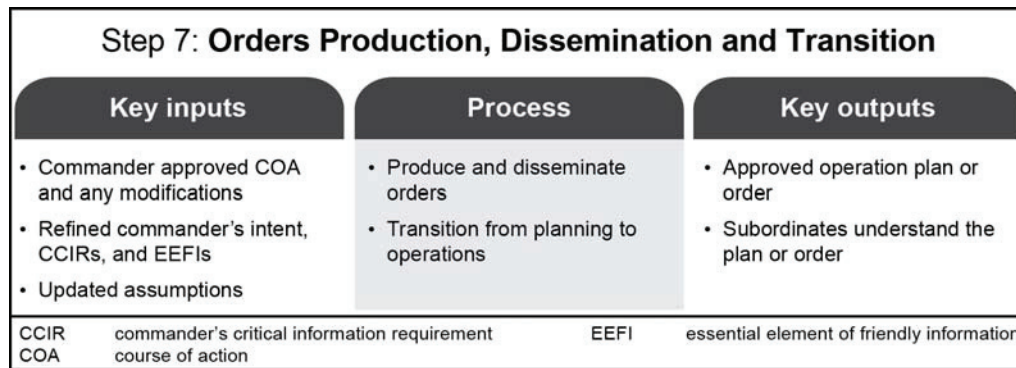 Step 7: Orders Production, Dissemination and Transition
Key inputs
• Commander approved COA
and any modifications
• Refined commander's intent,
CCIRs, and EEFIs
• Updated assumptions
Process
• Produce and disseminate
orders
• Transition from planning to
operations
Key outputs
• Approved operation plan or
order
• Subordinates understand the
plan or order
CCIR commander's critical information requirement EEFI essential element of friendly information
COA course of action